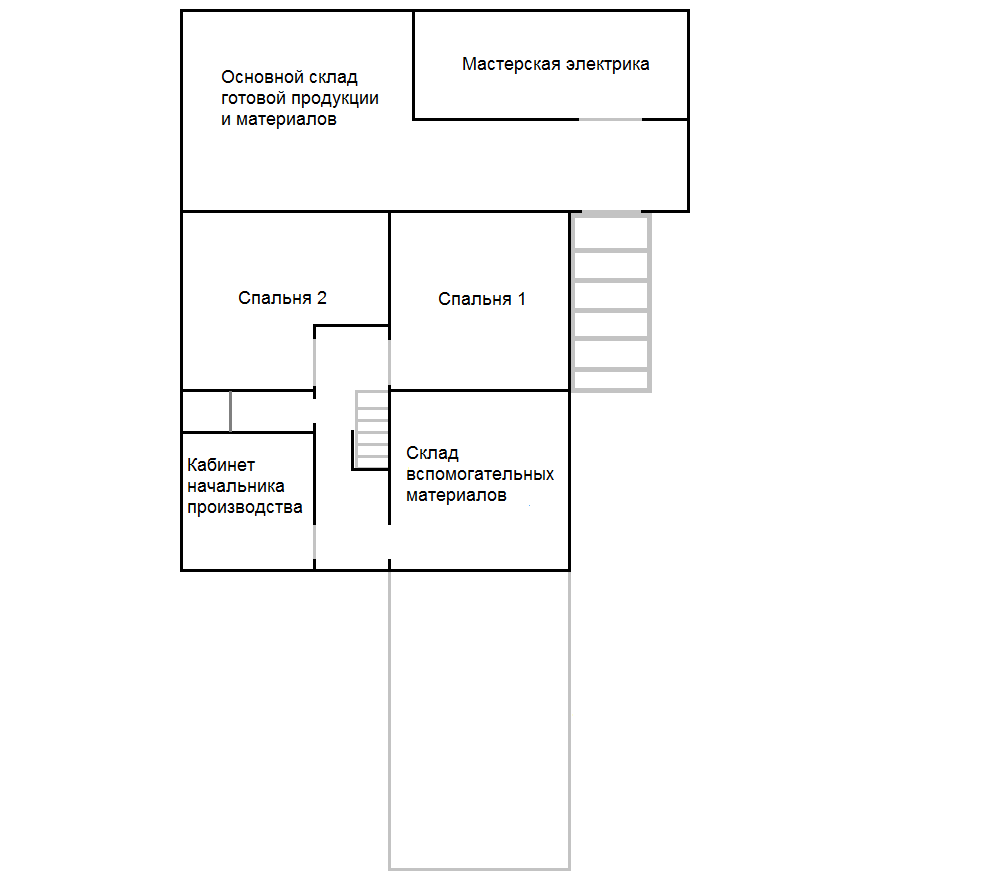 Основной склад
готовой продукции
и материалов
Мастерская электрика
Спальня 2
Спальня 1
Кабинет
начальника
производства
Склад
вспомогательных
материалов